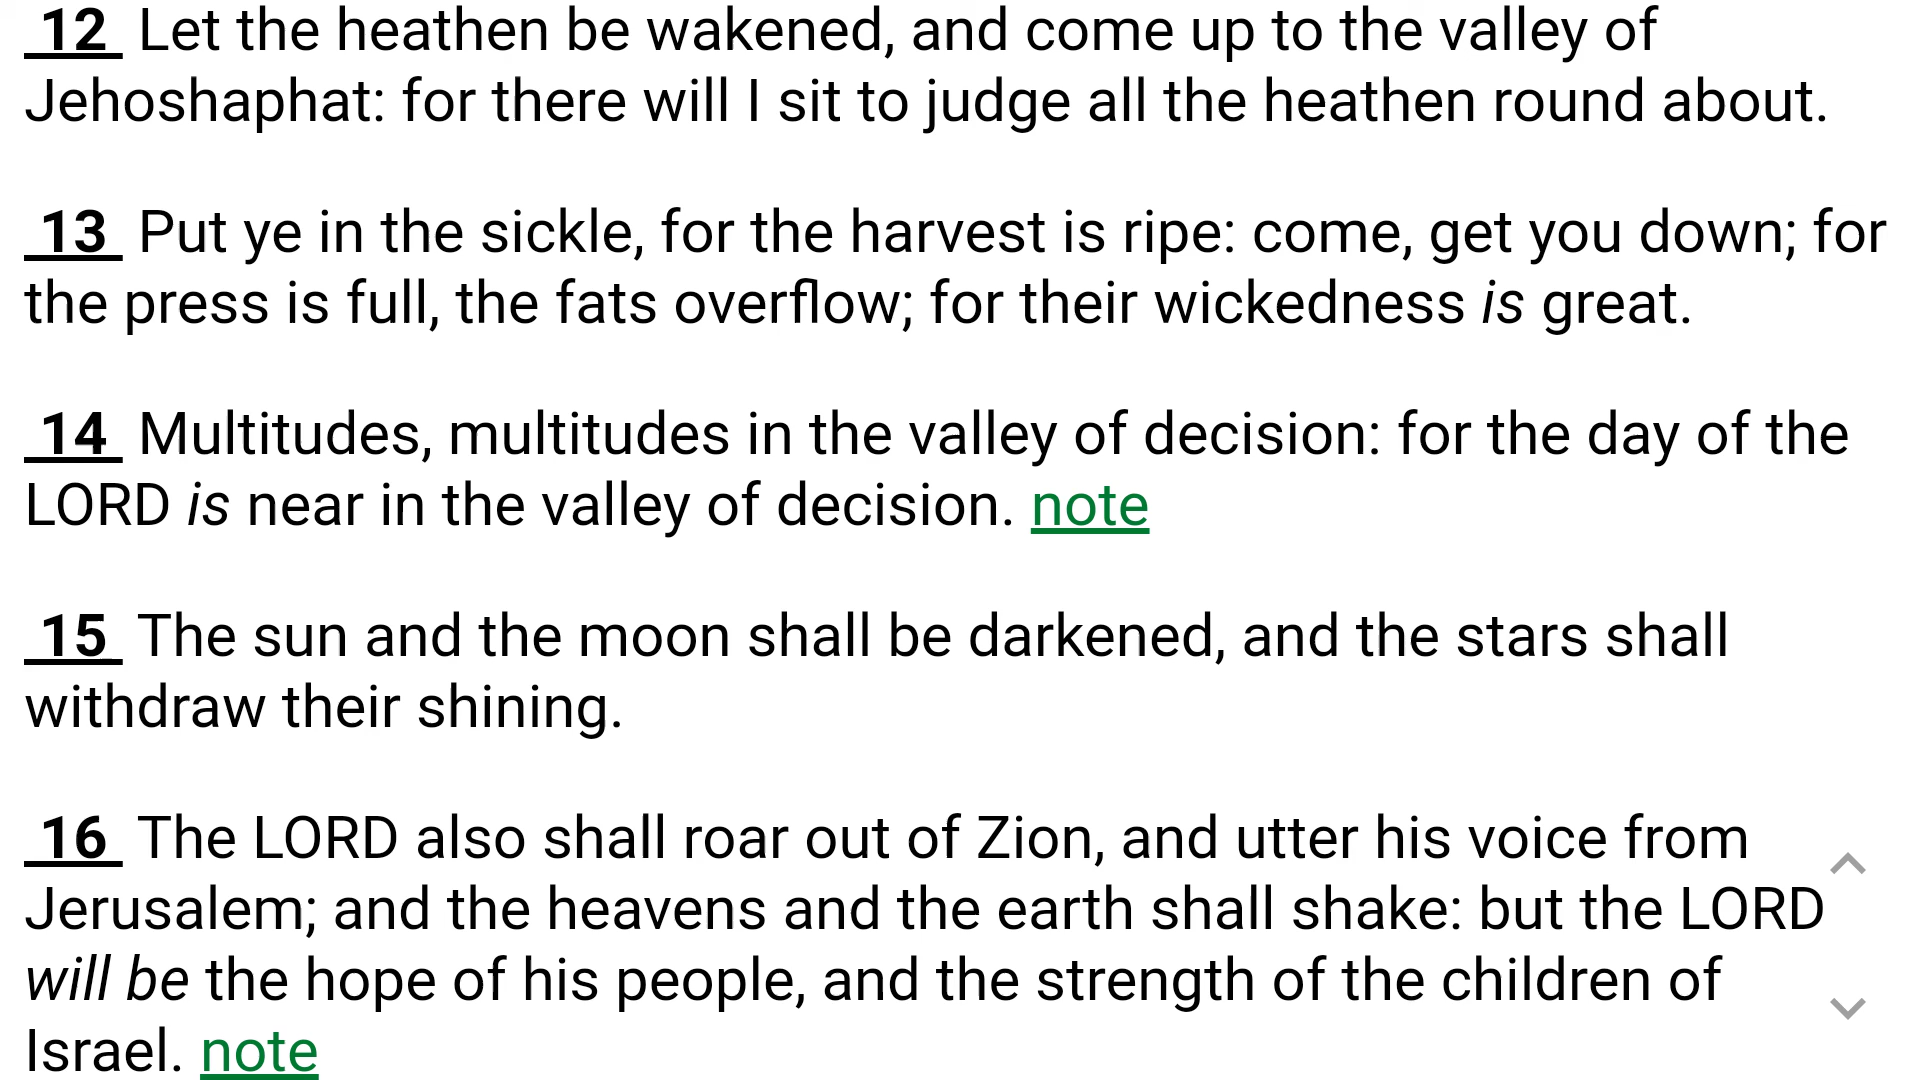 12 Let the heathen be wakened, and come up to the valley of
Jehoshaphat: for there will I sit to judge all the heathen round about.
13 Put ye in the sickle, for the harvest is ripe: come, get you down; for
the press is full, the fats overflow; for their wickedness is great.
14 Multitudes, multitudes in the valley of decision: for the day of the
LORD is near in the valley of decision. note
15 The sun and the moon shall be darkened, and the stars shall
withdraw their shining.
16 The LORD also shall roar out of Zion, and utter his voice from
Jerusalem; and the heavens and the earth shall shake: but the LORD
will be the hope of his people, and the strength of the children of
Israel. note